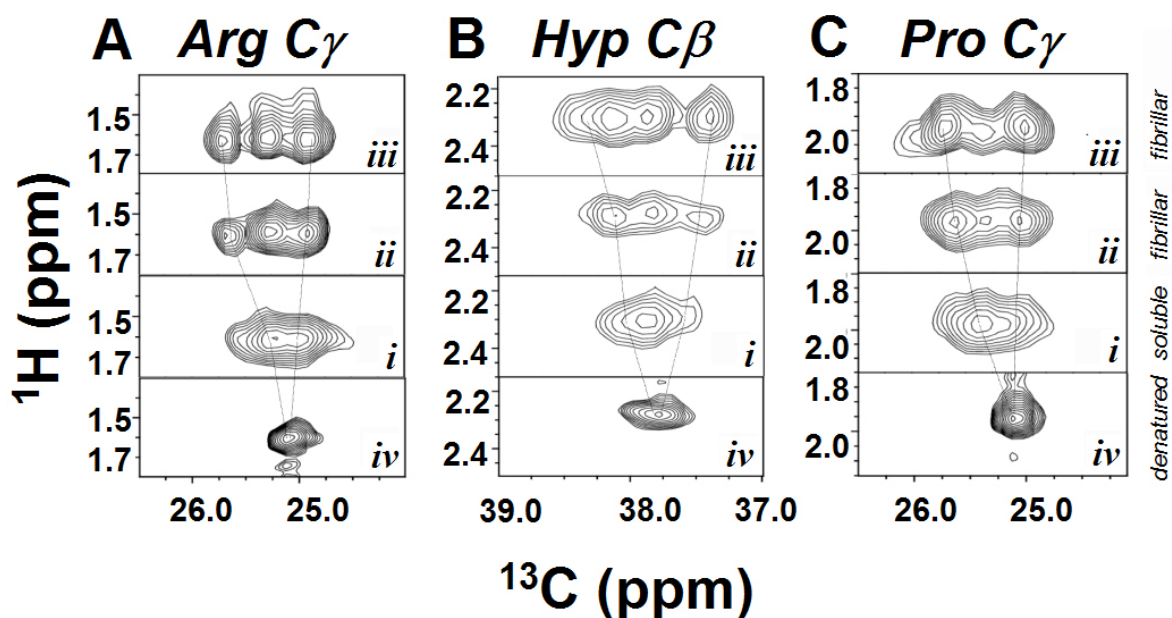 A Arg Cγ
B Hyp Cβ
C Pro Cγ
1.5
1.7
iii
2.2
2.4
iii
1.8
2.0
iii
fibrillar
1.5
1.7
ii
2.2
2.4
ii
1.8
2.0
ii
fibrillar
1.5
1.7
i
2.2
2.4
i
1.8
2.0
i
soluble
1.5
1.7
iv
2.2
2.4
iv
1.8
2.0
iv
denatured
26.0 25.0
39.0 38.0 37.0
26.0 25.0
¹H (ppm)
¹³C (ppm)